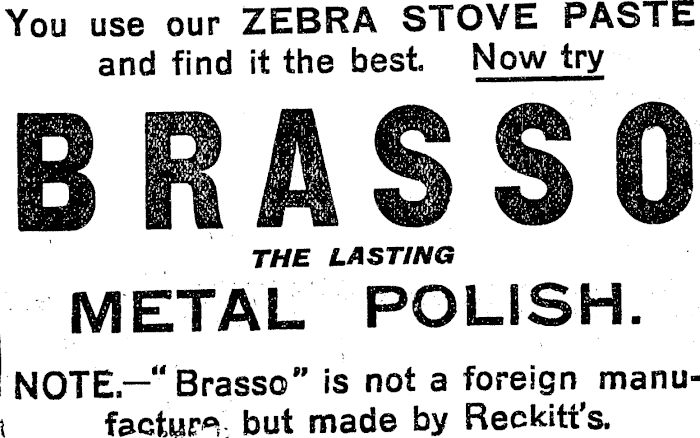 You use our ZEBRA STOVE PASTE
and find it the best. Now try
BRASSO
THE LASTING
METAL POLISH.
NOTE.—"Brasso" is not a foreign manu-
facture, but made by Reckitt's.